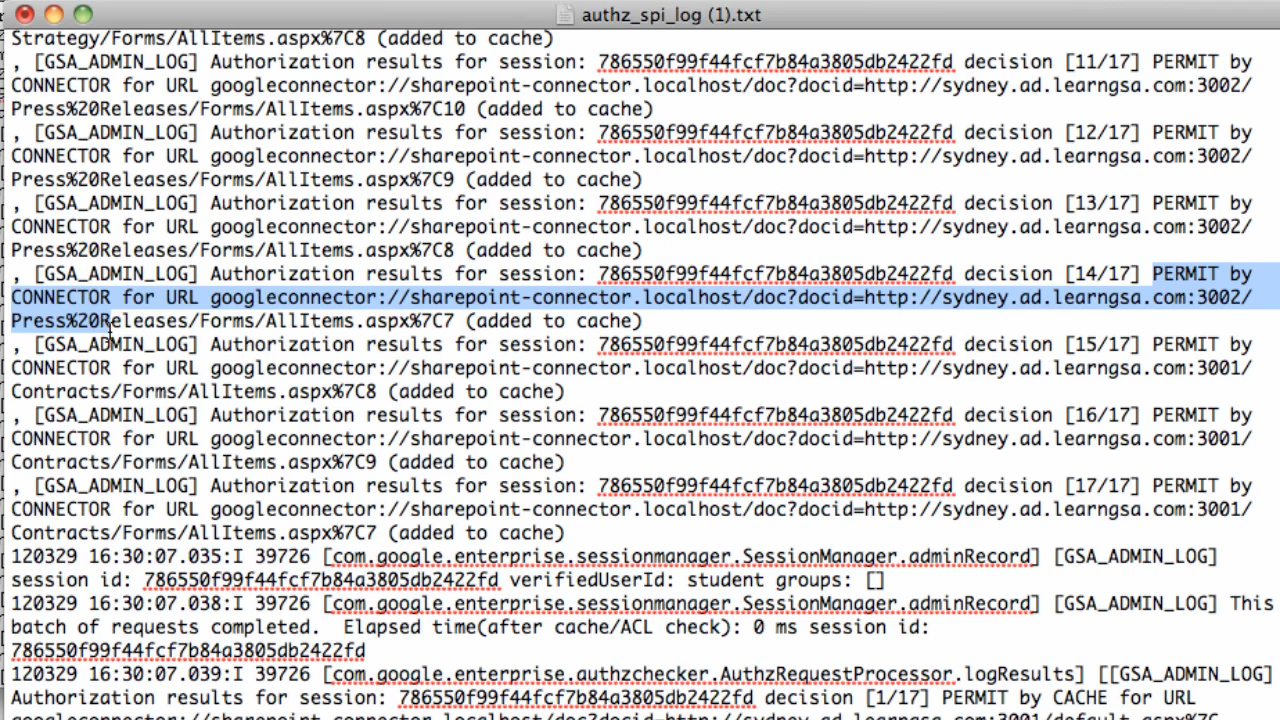 authz_spi_log (1).txt
Strategy/Forms/AllItems.aspx%7C8 (added to cache)
, [GSA_ADMIN_LOG] Authorization results for session: 786550f99f44fcf7b84a3805db2422fd decision [11/17] PERMIT by
CONNECTOR for URL googleconnector://sharepoint-connector.localhost/doc?docid=http://sydney.ad.learngsa.com:3002/
Press%20Releases/Forms/AllItems.aspx%7C10 (added to cache)
, [GSA_ADMIN_LOG] Authorization results for session: 786550f99f44fcf7b84a3805db2422fd decision [12/17] PERMIT by
CONNECTOR for URL googleconnector://sharepoint-connector.localhost/doc?docid=http://sydney.ad.learngsa.com:3002/
Press%20Releases/Forms/AllItems.aspx%7C9 (added to cache)
, [GSA_ADMIN_LOG] Authorization results for session: 786550f99f44fcf7b84a3805db2422fd decision [13/17] PERMIT by
CONNECTOR for URL googleconnector://sharepoint-connector.localhost/doc?docid=http://sydney.ad.learngsa.com:3002/
Press%20Releases/Forms/AllItems.aspx%7C8 (added to cache)
, [GSA_ADMIN_LOG] Authorization results for session: 786550f99f44fcf7b84a3805db2422fd decision [14/17] PERMIT by
CONNECTOR for URL googleconnector://sharepoint-connector.localhost/doc?docid=http://sydney.ad.learngsa.com:3002/
Press%20Releases/Forms/AllItems.aspx%7C7 (added to cache)
, [GSA_ADMIN_LOG] Authorization results for session: 786550f99f44fcf7b84a3805db2422fd decision [15/17] PERMIT by
CONNECTOR for URL googleconnector://sharepoint-connector.localhost/doc?docid=http://sydney.ad.learngsa.com:3001/
Contracts/Forms/AllItems.aspx%7C8 (added to cache)
, [GSA_ADMIN_LOG] Authorization results for session: 786550f99f44fcf7b84a3805db2422fd decision [16/17] PERMIT by
CONNECTOR for URL googleconnector://sharepoint-connector.localhost/doc?docid=http://sydney.ad.learngsa.com:3001/
Contracts/Forms/AllItems.aspx%7C9 (added to cache)
, [GSA_ADMIN_LOG] Authorization results for session: 786550f99f44fcf7b84a3805db2422fd decision [17/17] PERMIT by
CONNECTOR for URL googleconnector://sharepoint-connector.localhost/doc?docid=http://sydney.ad.learngsa.com:3001/
Contracts/Forms/AllItems.aspx%7C7 (added to cache)
120329 16:30:07.035:I 39726 [com.google.enterprise.sessionmanager.SessionManager.adminRecord] [GSA_ADMIN_LOG]
session id: 786550f99f44fcf7b84a3805db2422fd verifiedUserId: student groups: []
120329 16:30:07.038:I 39726 [com.google.enterprise.sessionmanager.SessionManager.adminRecord] [GSA_ADMIN_LOG] This
batch of requests completed.  Elapsed time(after cache/ACL check): 0 ms session id:
786550f99f44fcf7b84a3805db2422fd
120329 16:30:07.039:I 39726 [com.google.enterprise.authzchecker.AuthzRequestProcessor.logResults] [[GSA_ADMIN_LOG]
Authorization results for session: 786550f99f44fcf7b84a3805db2422fd decision [1/17] PERMIT by CACHE for URL
googleconnector://sharepoint-connector.localhost/doc?docid=http://sydney.ad.learngsa.com:3001/default.aspx%7C